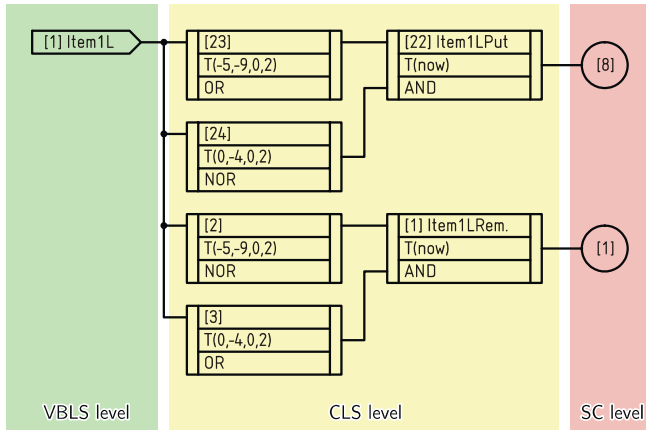 [1] Item1L
[23]
T(-5,-9,0,2)
OR
[22] Item1LPut
T(now)
AND
[8]
[24]
T(0,-4,0,2)
NOR
[2]
T(-5,-9,0,2)
NOR
[1] Item1LRem.
T(now)
AND
[1]
[3]
T(0,-4,0,2)
OR
VBLS level
CLS level
SC level